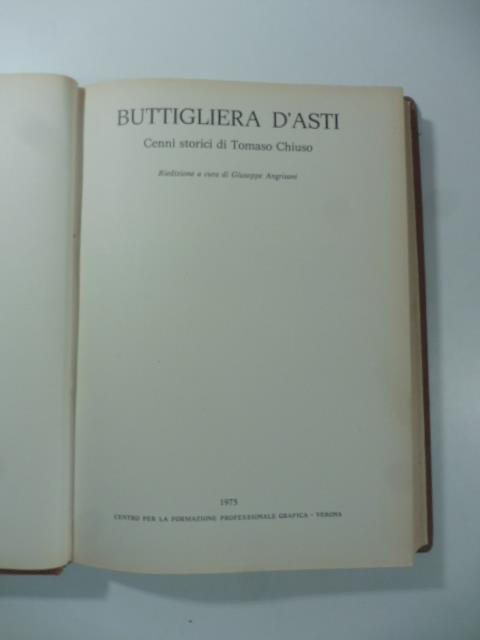 BUTTIGLIERA D'ASTI
Cenni storici di Tomaso Chiuso
Riedizione a cura di Giuseppe Angrisani
1975
CENTRO PER LA FORMAZIONE PROFESSIONALE GRAFICA - VERONA